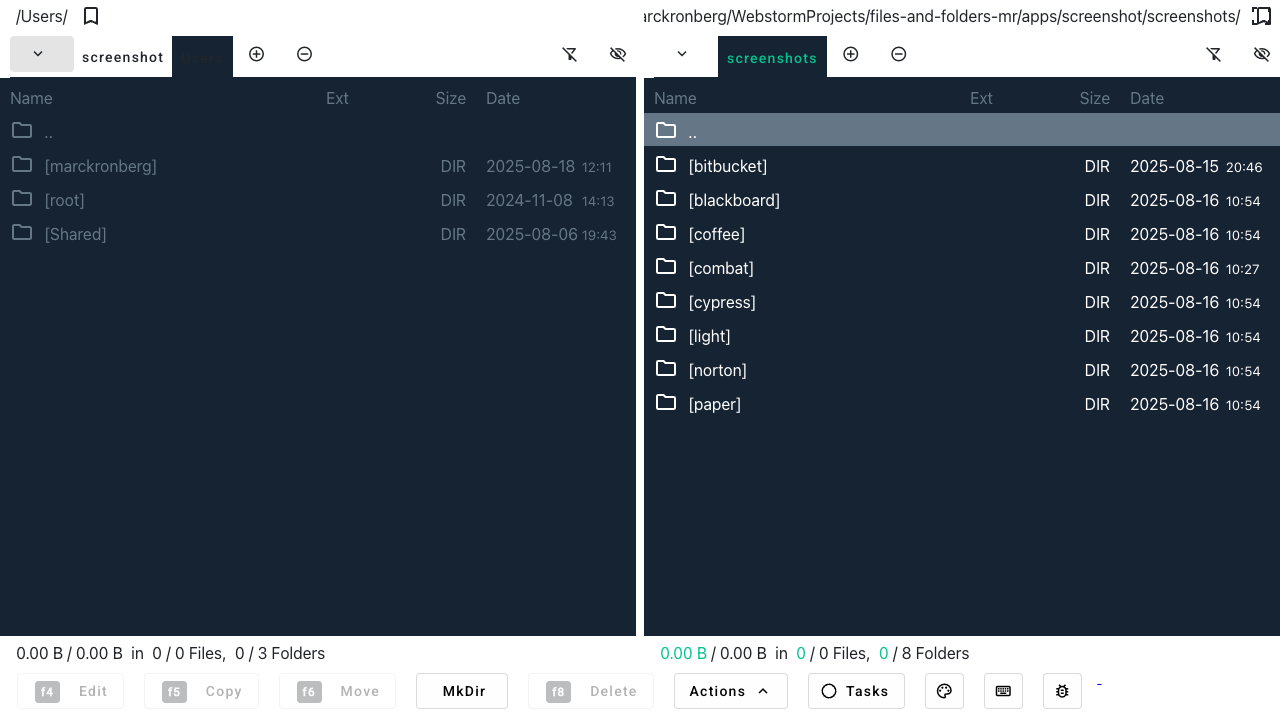 /Users/
arckronberg/WebstormProjects/files-and-folders-mr/apps/screenshot/screenshots/
screenshot
screenshots
Name Ext Size Date
..
[marckronberg] DIR 2025-08-18 12:11
[root] DIR 2024-11-08 14:13
[Shared] DIR 2025-08-06 19:43
Name Ext Size Date
..
[bitbucket] DIR 2025-08-15 20:46
[blackboard] DIR 2025-08-16 10:54
[coffee] DIR 2025-08-16 10:54
[combat] DIR 2025-08-16 10:27
[cypress] DIR 2025-08-16 10:54
[light] DIR 2025-08-16 10:54
[norton] DIR 2025-08-16 10:54
[paper] DIR 2025-08-16 10:54
0.00 B / 0.00 B in 0 / 0 Files, 0 / 3 Folders
0.00 B / 0.00 B in 0 / 0 Files, 0 / 8 Folders
f4 Edit f5 Copy f6 Move MkDir f8 Delete Actions Tasks -